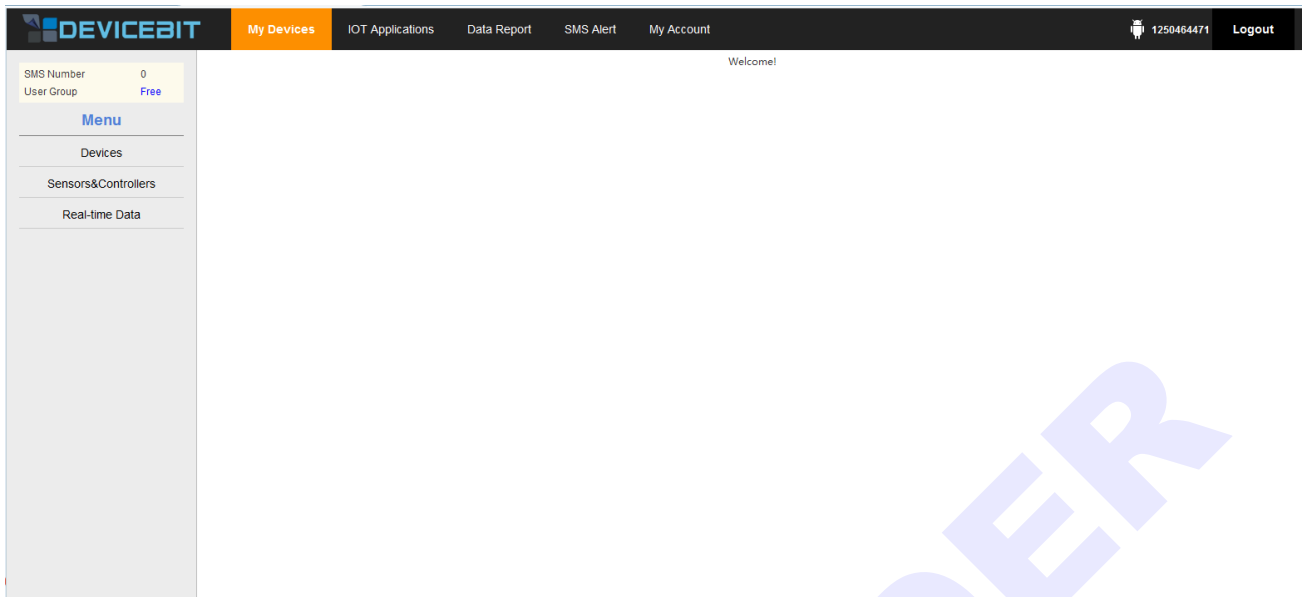 DEVICEBIT
My Devices IOT Applications Data Report SMS Alert My Account 1250464471 Logout
Welcome!
SMS Number 0
User Group Free
Menu
Devices
Sensors&Controllers
Real-time Data